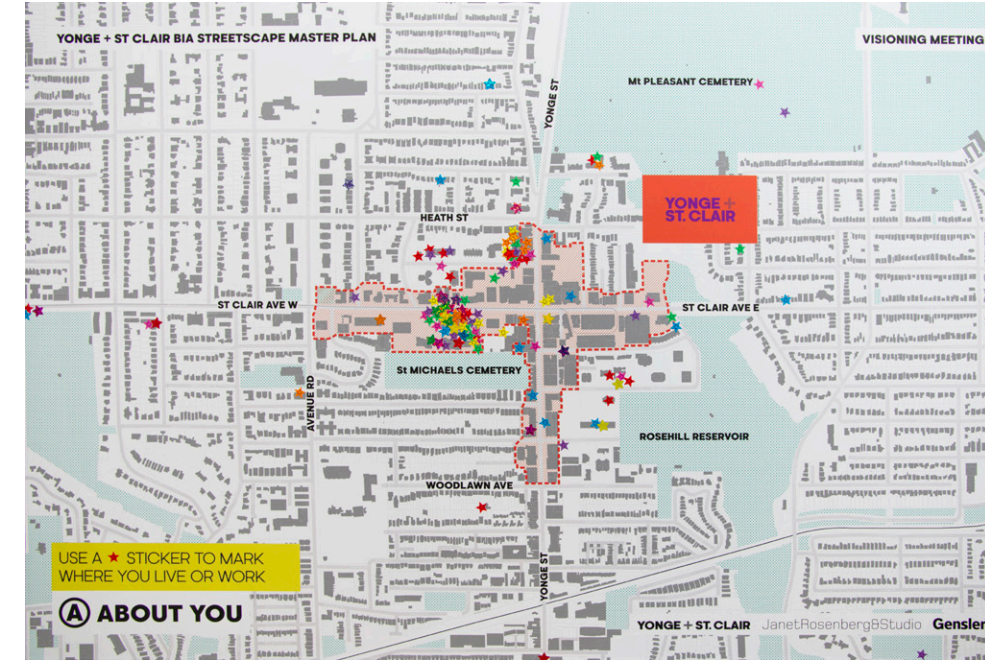 YONGE + ST CLAIR BIA STREETSCAPE MASTER PLAN
VISIONING MEETING
YONGE ST
Mt PLEASANT CEMETERY
YONGE +
ST. CLAIR
HEATH ST
ST CLAIR AVE W
ST CLAIR AVE E
St MICHAELS CEMETERY
AVENUE RD
ROSEHILL RESERVOIR
WOODLAWN AVE
USE A ★ STICKER TO MARK
WHERE YOU LIVE OR WORK
A ABOUT YOU
YONGE ST
YONGE + ST. CLAIR JanetRosenberg&Studio Gensler